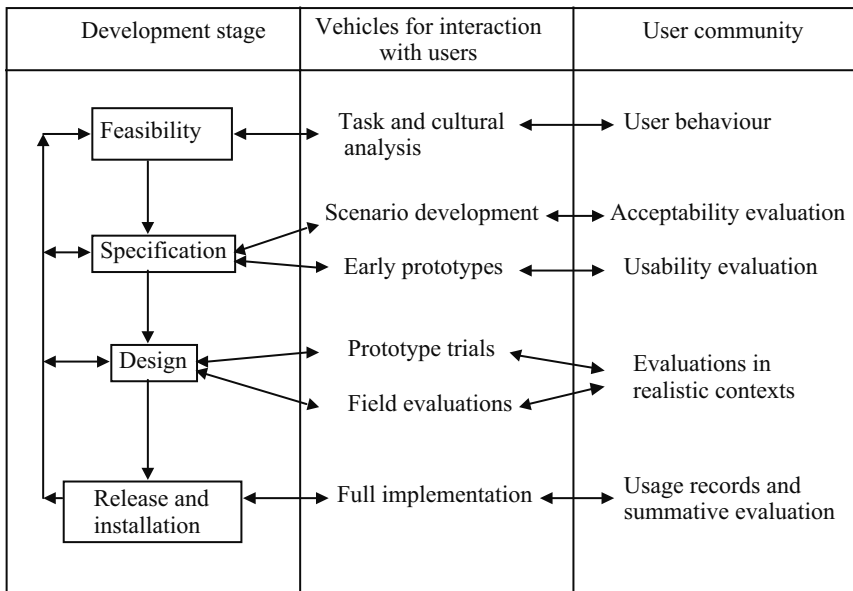 Development stage
Vehicles for interaction
with users
User community
Feasibility
Task and cultural
analysis
User behaviour
Scenario development
Acceptability evaluation
Specification
Early prototypes
Usability evaluation
Design
Prototype trials
Field evaluations
Evaluations in
realistic contexts
Release and
installation
Full implementation
Usage records and
summative evaluation